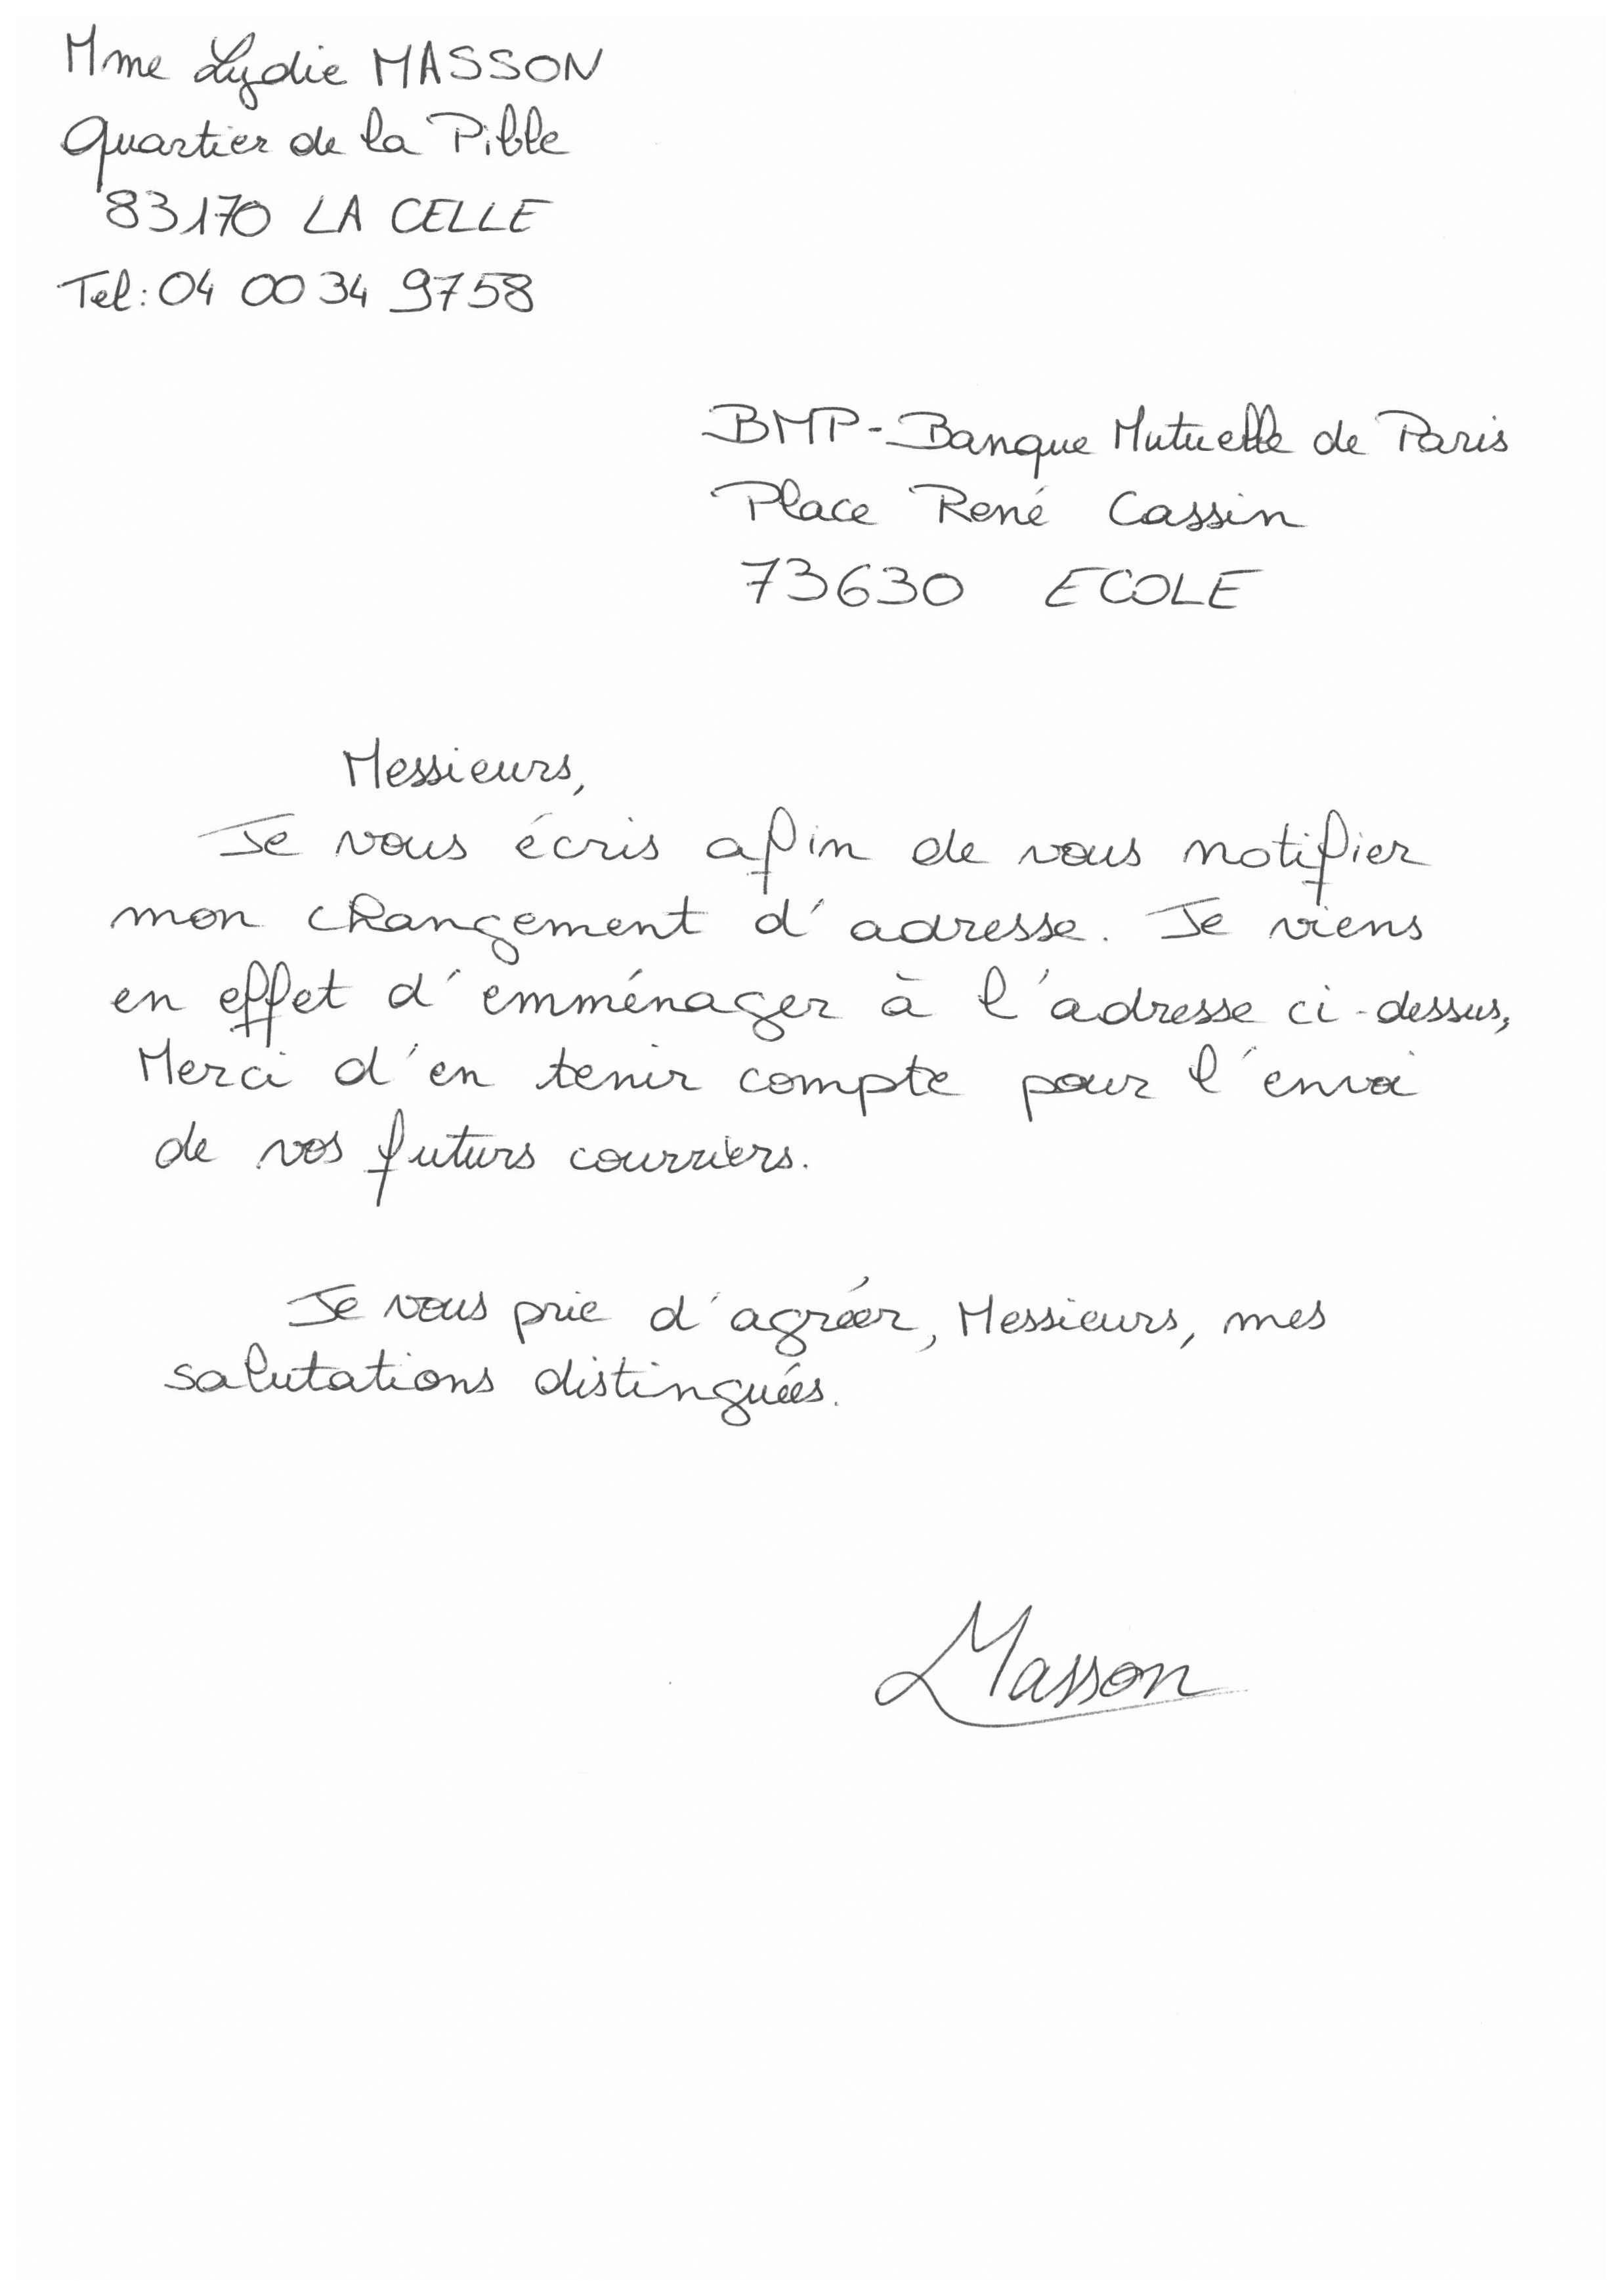 Mme Lydie MASSON
Quartier de la Pible
83170 LA CELLE
Tel: 04 00 34 9758
BMP - Banque Mutuelle de Paris
Place René Cassin
73630 ECOLE
Messieurs,
Je vous écris afin de vous notifier
mon changement d'adresse. Je viens
en effet d'emménager à l'adresse ci-dessus,
Merci d'en tenir compte pour l'envoi
de vos futurs courriers.
Je vous prie d'agréer, Messieurs, mes
salutations distinguées.
Masson